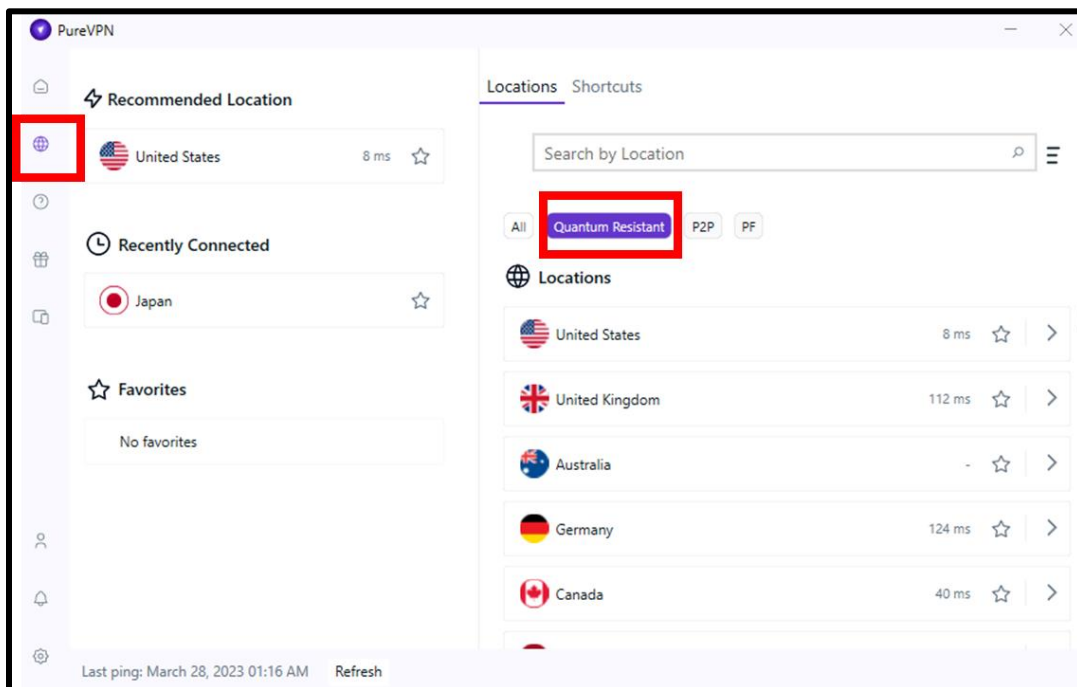 PureVPN
Recommended Location
United States 8 ms
Recently Connected
Japan
Favorites
No favorites
Last ping: March 28, 2023 01:16 AM Refresh
Locations Shortcuts
Search by Location
All Quantum Resistant P2P PF
Locations
United States 8 ms
United Kingdom 112 ms
Australia -
Germany 124 ms
Canada 40 ms